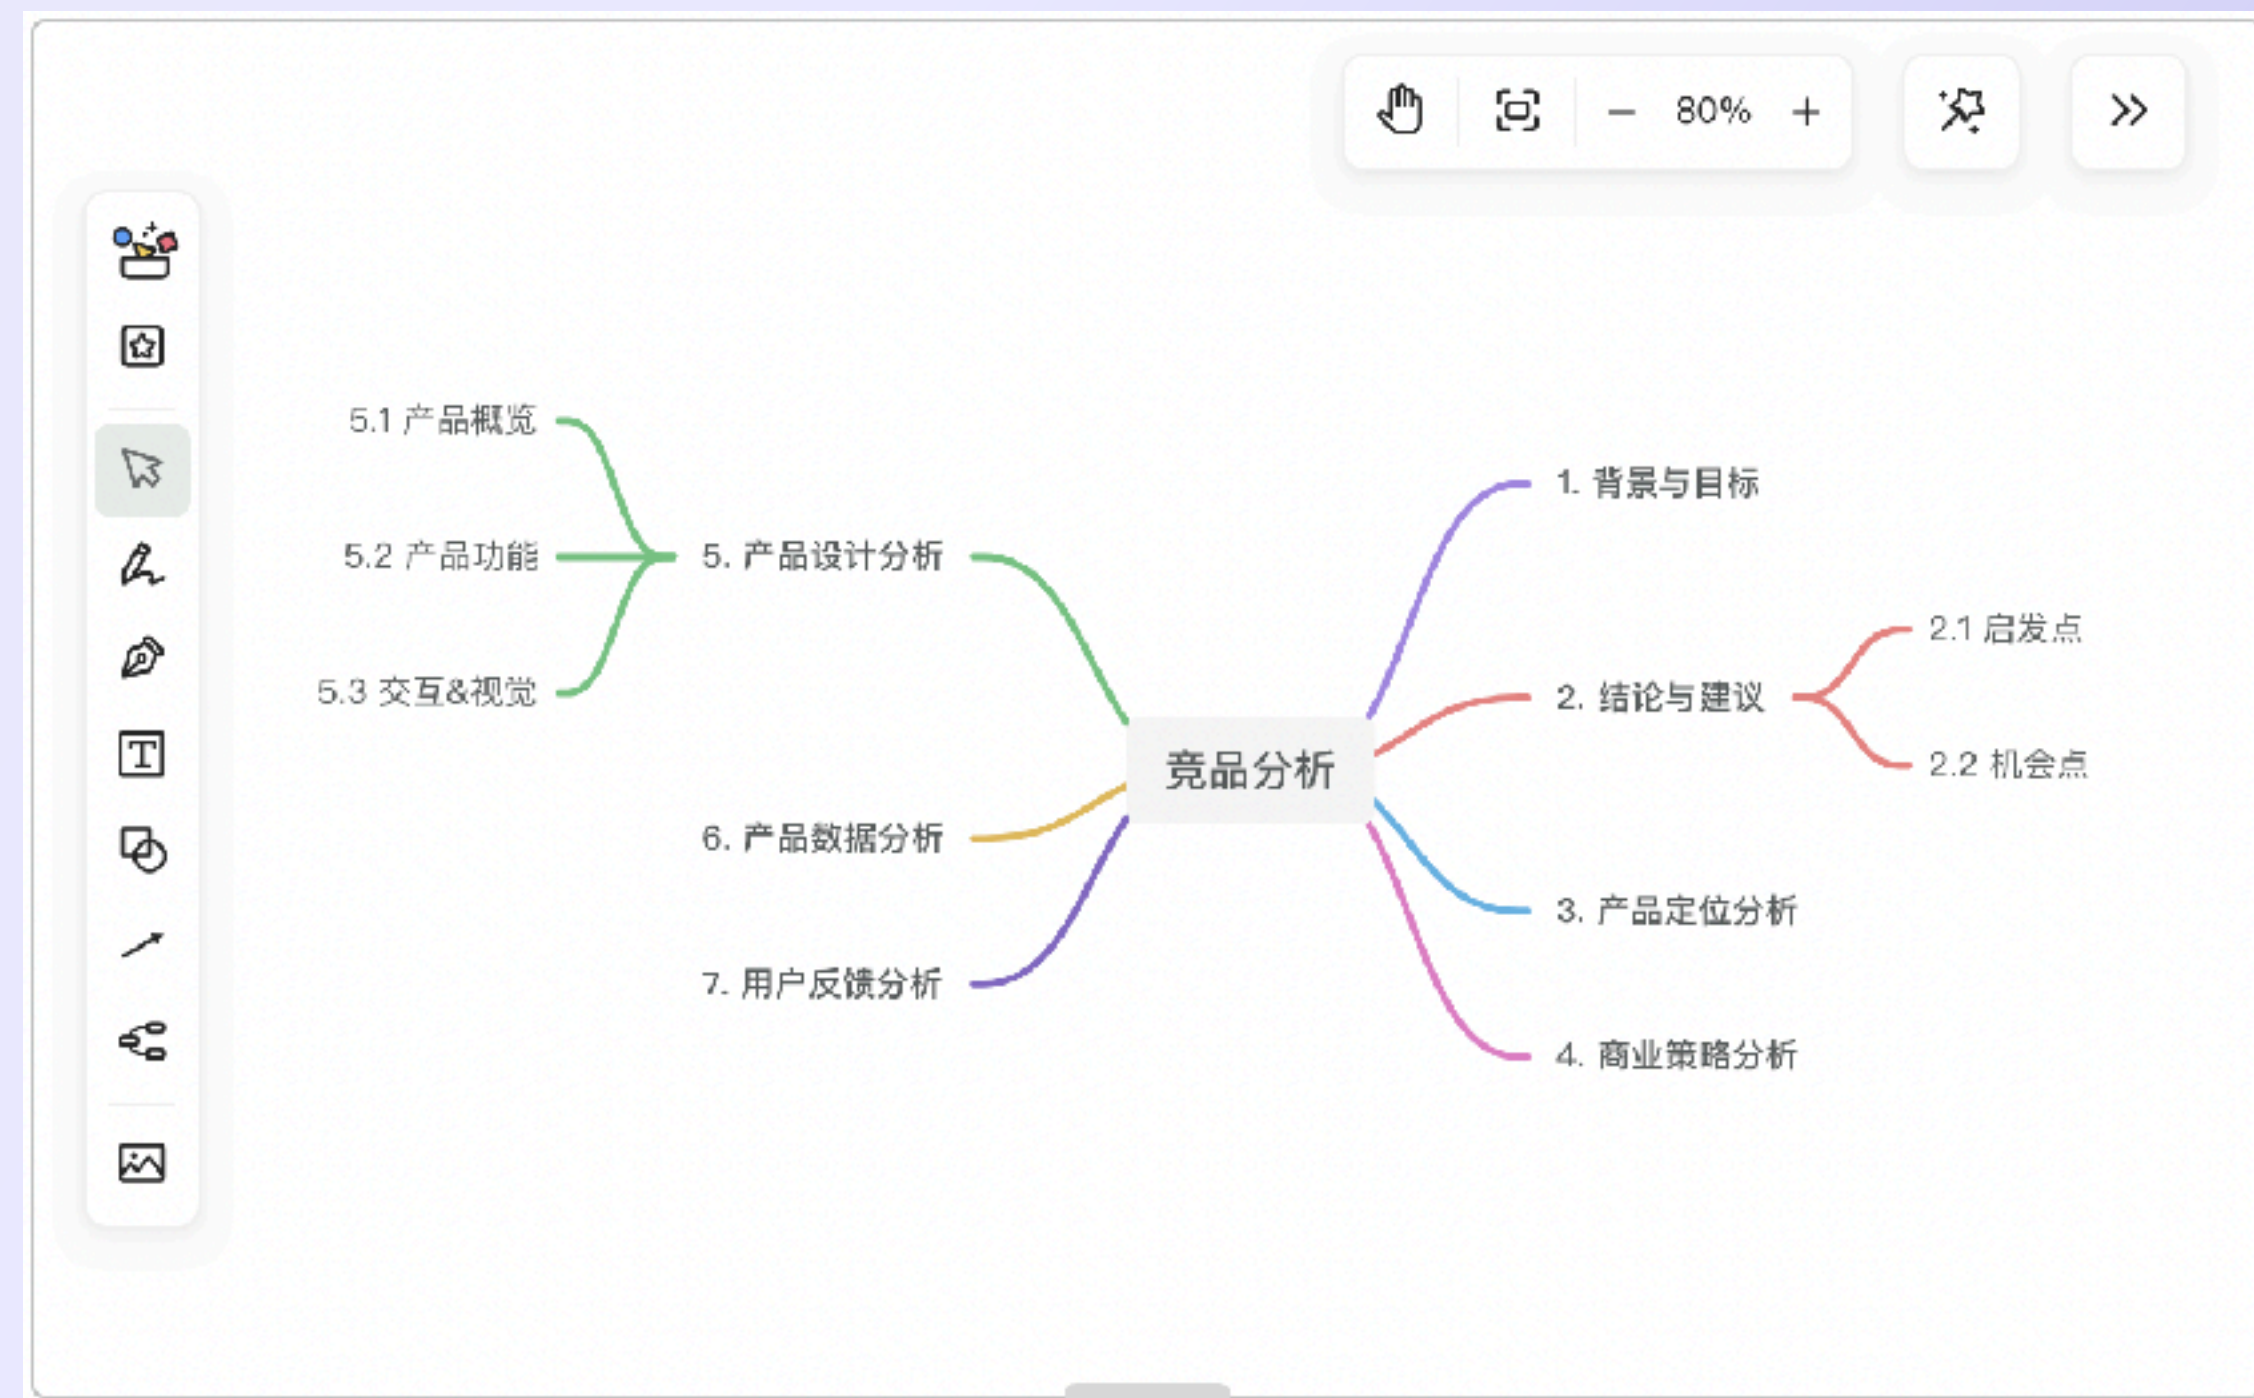 80%
5.1 产品概览
5.2 产品功能
5.3 交互&视觉
5. 产品设计分析
6. 产品数据分析
7. 用户反馈分析
竞品分析
1. 背景与目标
2. 结论与建议
2.1 启发点
2.2 机会点
3. 产品定位分析
4. 商业策略分析